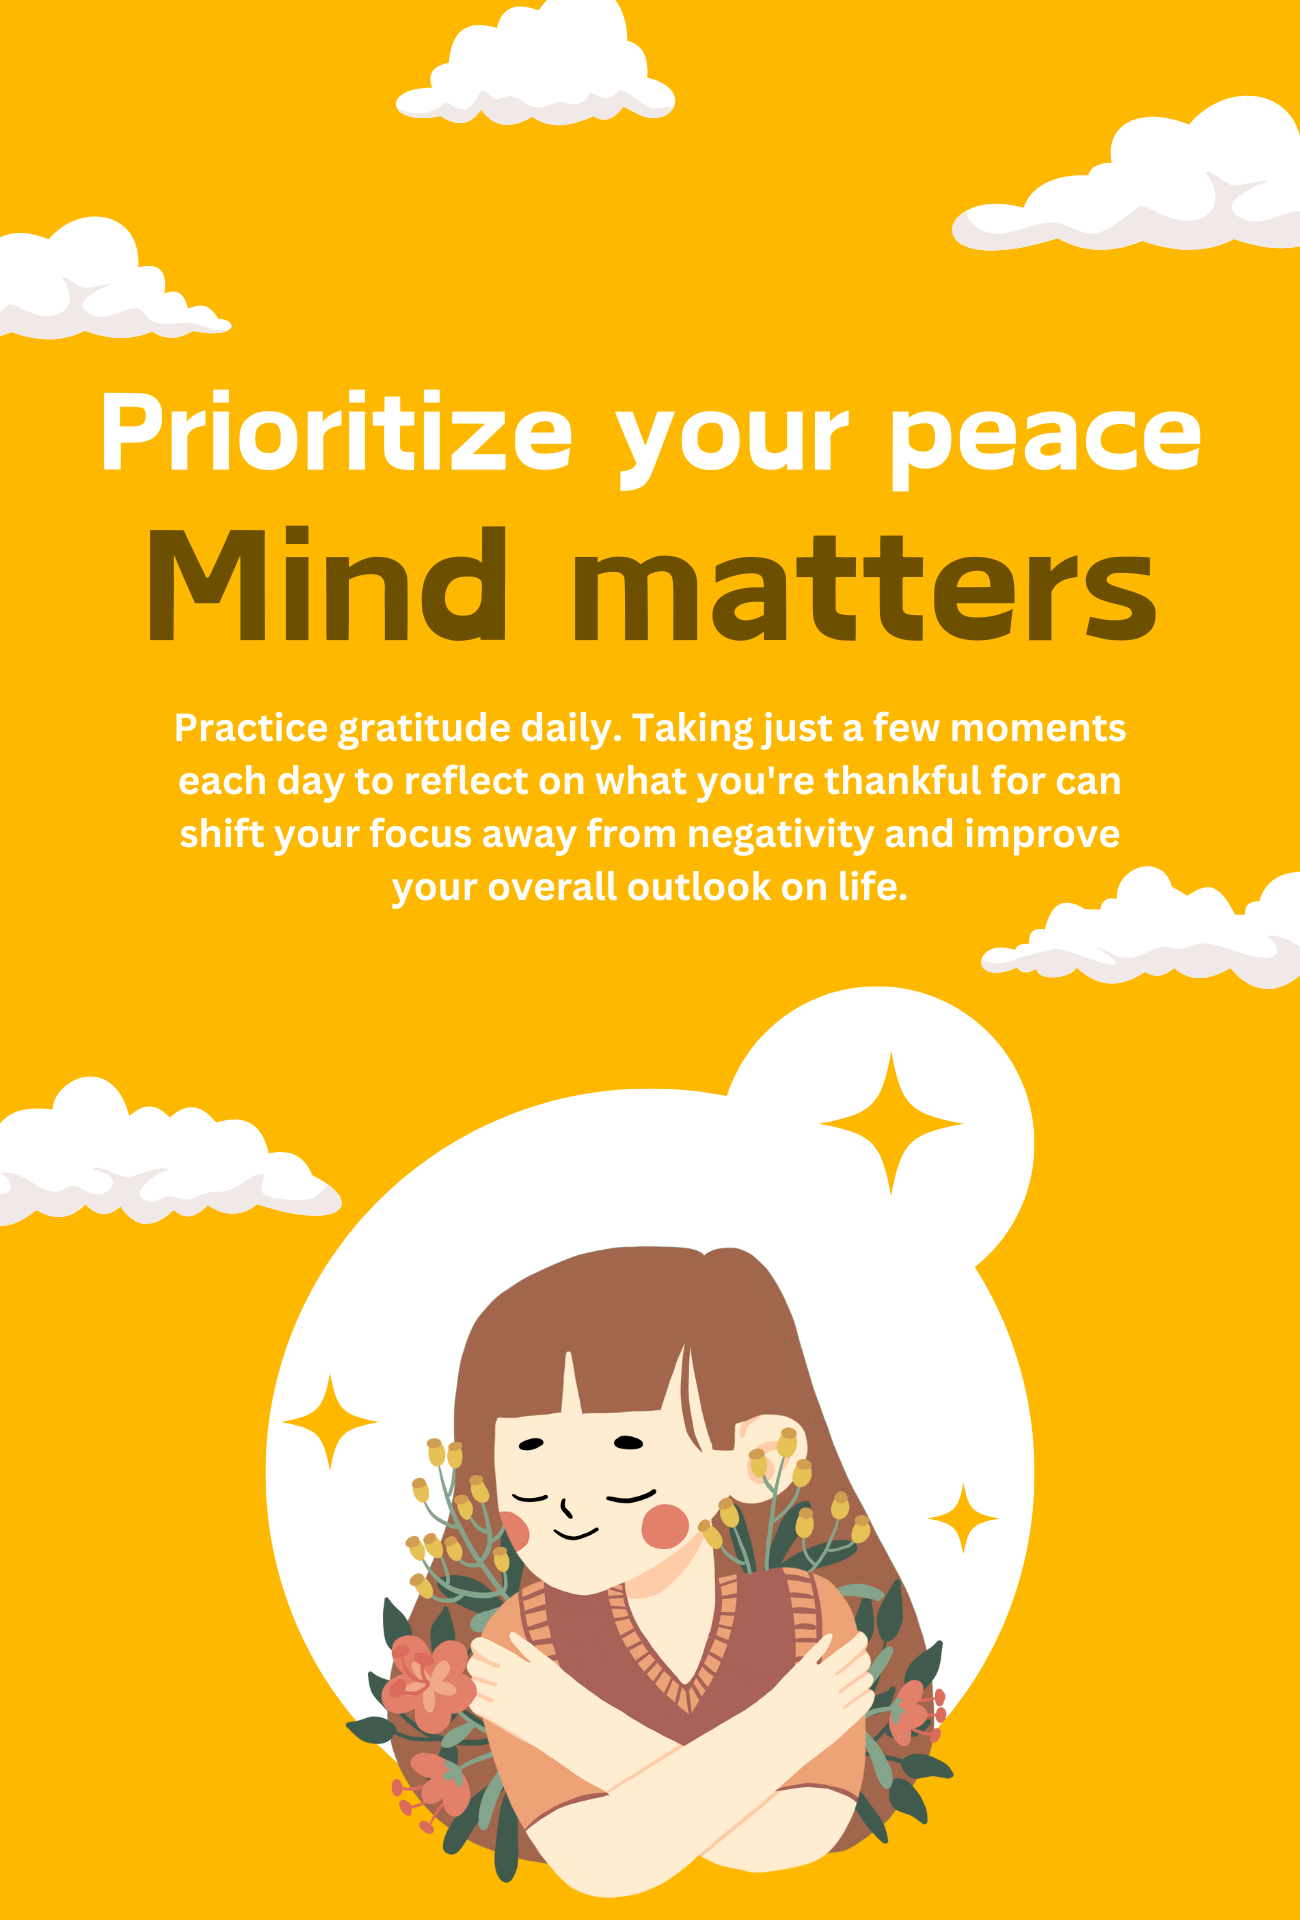 Prioritize your peace
Mind matters
Practice gratitude daily. Taking just a few moments
each day to reflect on what you're thankful for can
shift your focus away from negativity and improve
your overall outlook on life.